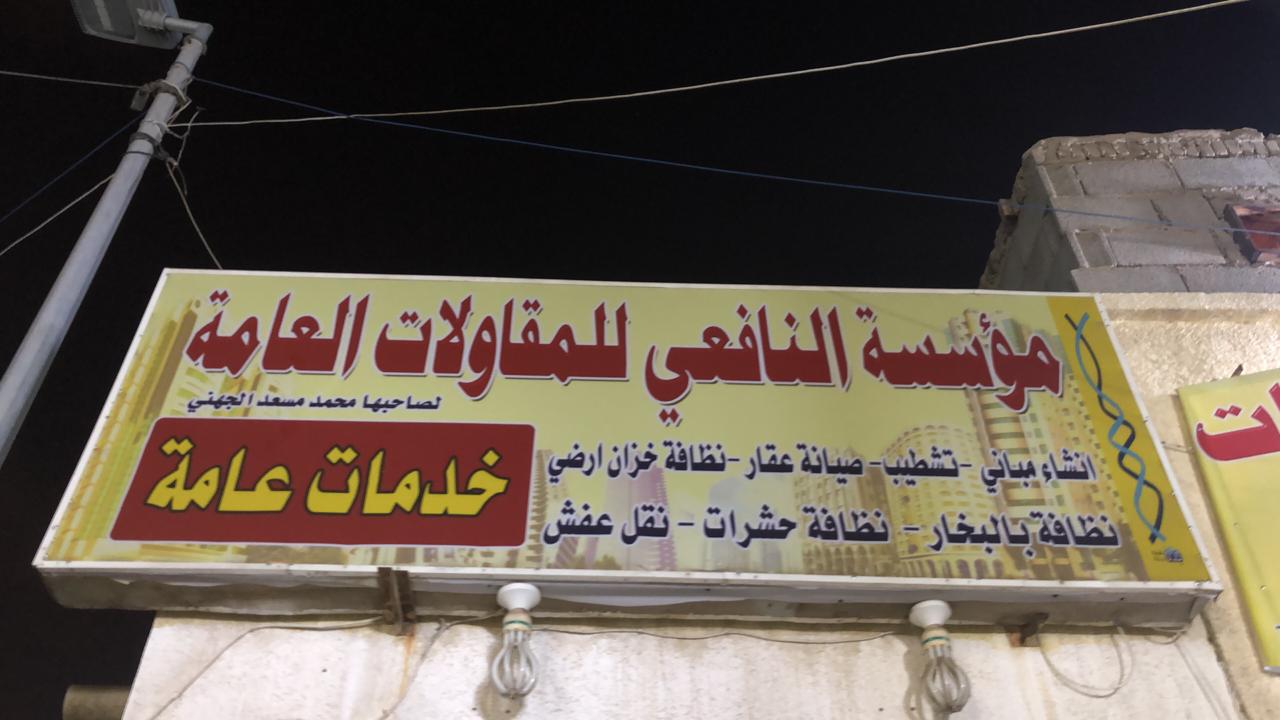 مؤسسة النافعي للمقاولات العامة
لصاحبها محمد مسعد الجهني
انشاء مباني - تشطيب - صيانة عقار - نظافة خزان ارضي
نظافة بالبخار - نظافة حشرات - نقل عفش
خدمات عامة